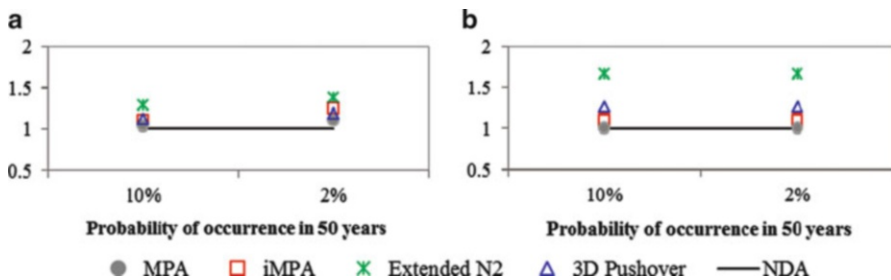 a
2
1.5
1
0.5
10% 2%
Probability of occurrence in 50 years
b
2
1.5
1
0.5
10% 2%
Probability of occurrence in 50 years
MPA iMPA Extended N2 3D Pushover NDA